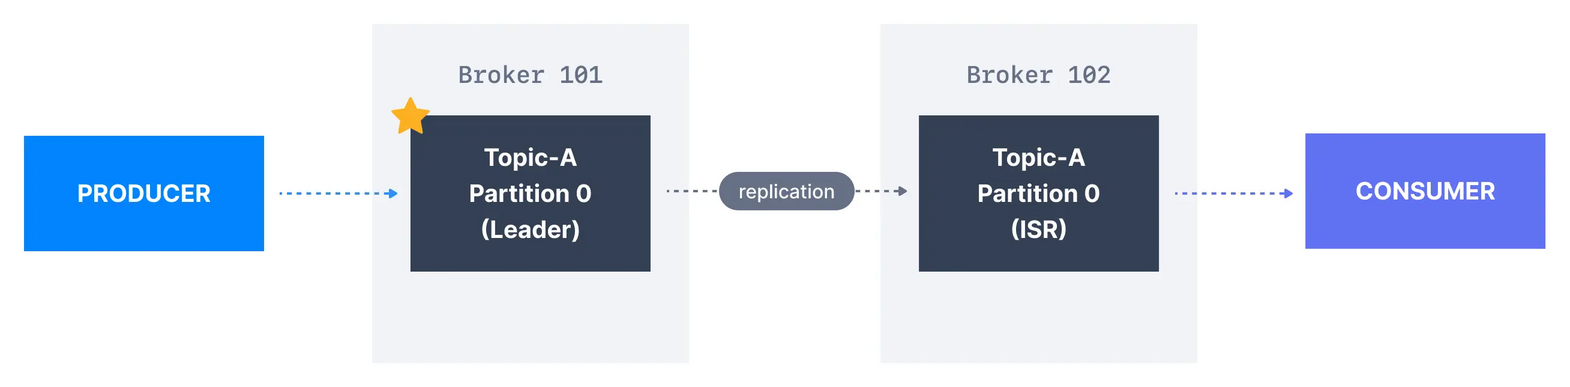 Broker 101
Broker 102
PRODUCER
Topic-A
Partition 0
(Leader)
replication
Topic-A
Partition 0
(ISR)
CONSUMER